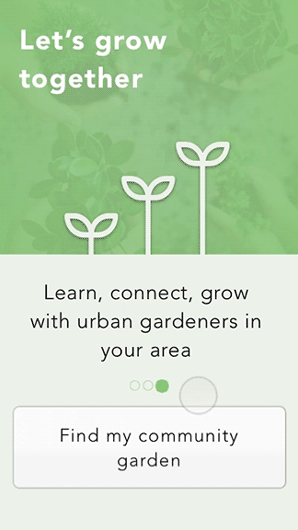 Let's grow
together
Learn, connect, grow
with urban gardeners in
your area
Find my community
garden